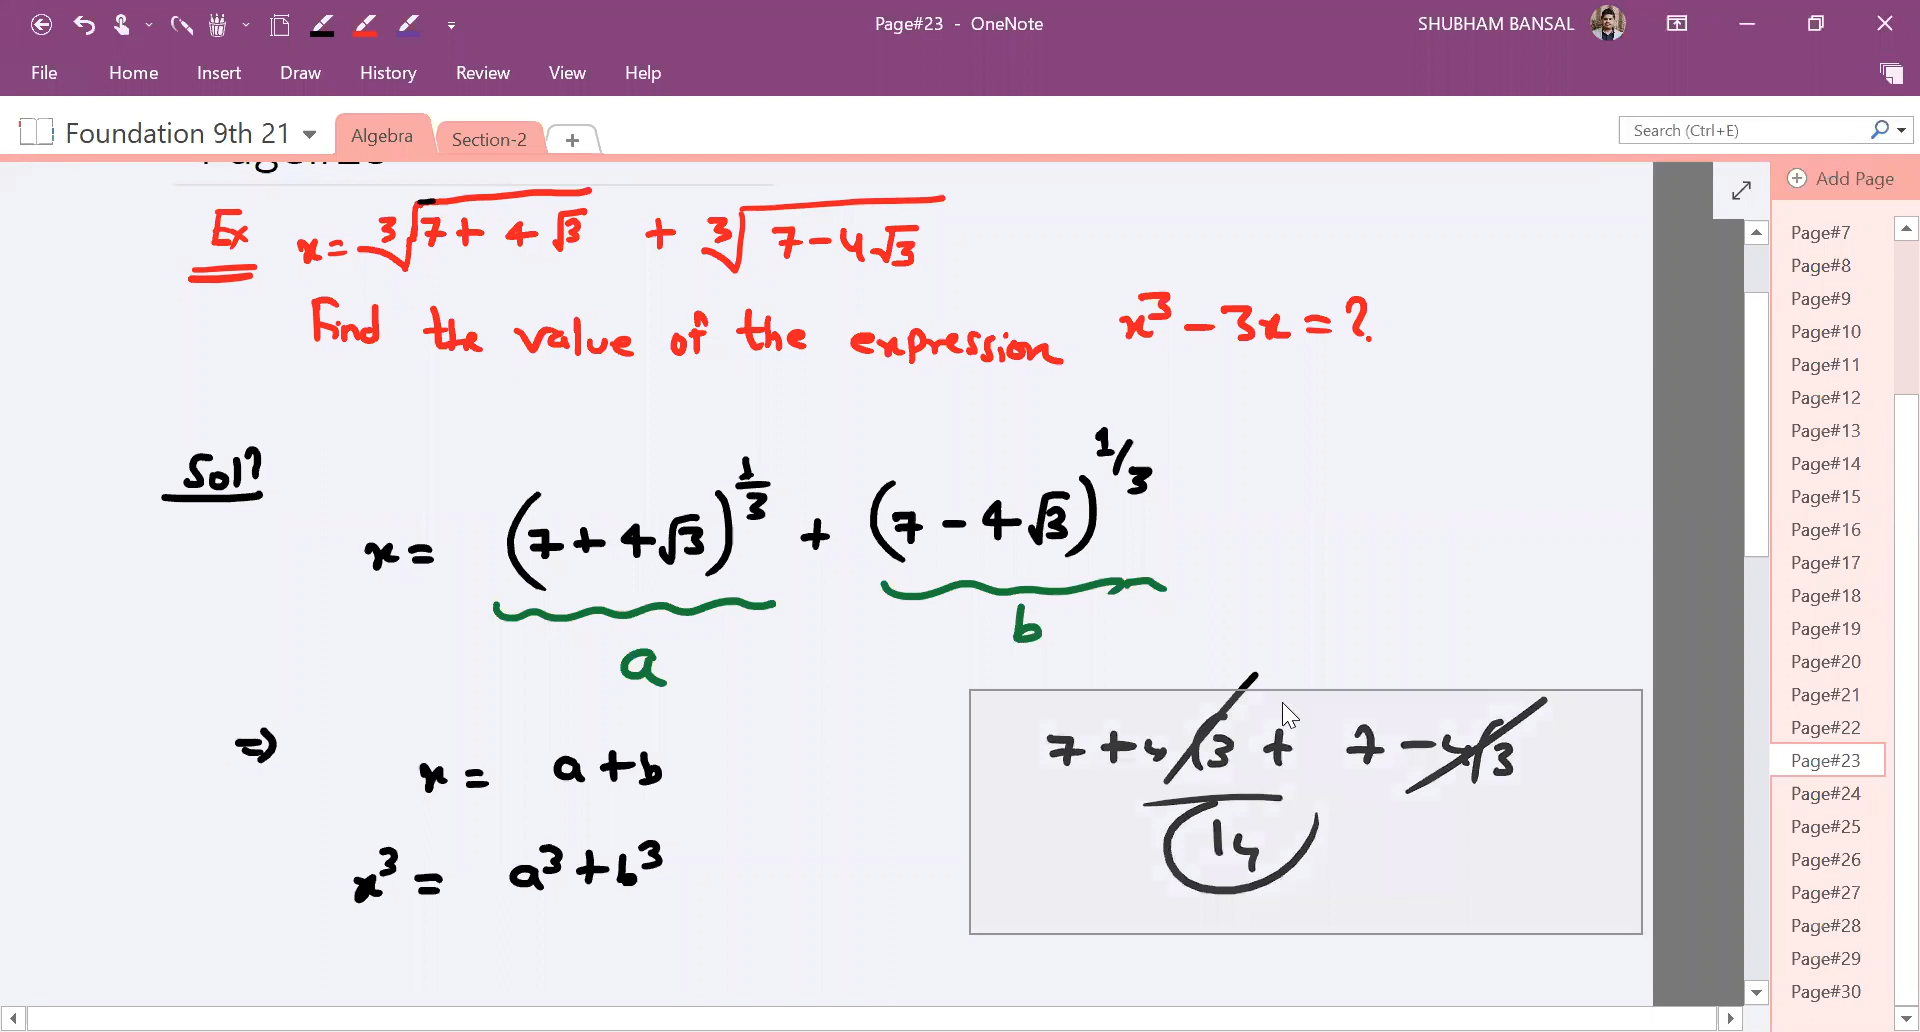 Page#23 - OneNote
SHUBHAM BANSAL
File Home Insert Draw History Review View Help
Foundation 9th 21
Algebra
Section-2
+
Search (Ctrl+E)
Add Page
Ex x = ∛(7 + 4√3) + ∛(7 - 4√3)
Find the value of the expression x³ - 3x = ?
Solⁿ
x = (7 + 4√3)^(1/3) + (7 - 4√3)^(1/3)
a
b
⇒ x = a + b
x³ = a³ + b³
7 + 4√3 + 7 - 4√3
14
Page#7
Page#8
Page#9
Page#10
Page#11
Page#12
Page#13
Page#14
Page#15
Page#16
Page#17
Page#18
Page#19
Page#20
Page#21
Page#22
Page#23
Page#24
Page#25
Page#26
Page#27
Page#28
Page#29
Page#30